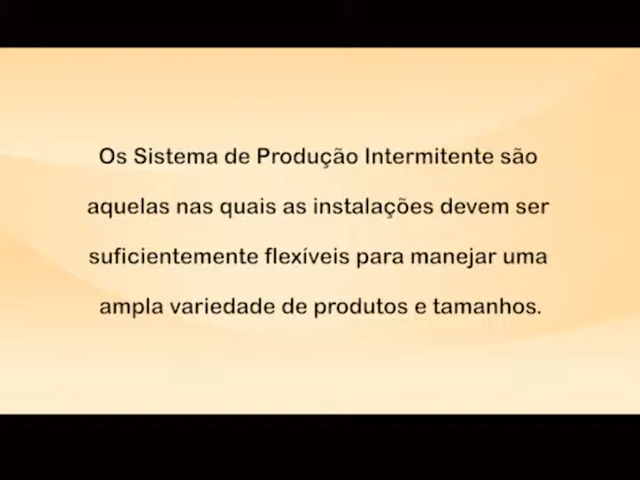 Os Sistema de Produção Intermitente são
aquelas nas quais as instalações devem ser
suficientemente flexíveis para manejar uma
ampla variedade de produtos e tamanhos.